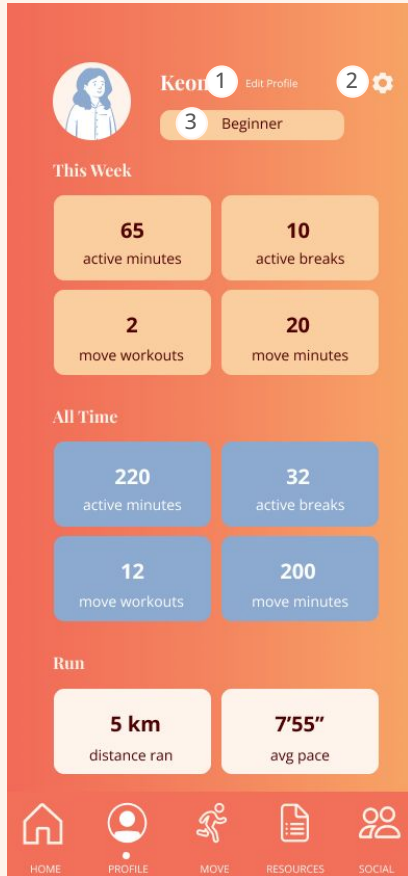 1 Edit Profile 2
3 Beginner
This Week
65 10
active minutes active breaks
2 20
move workouts move minutes
All Time
220 32
active minutes active breaks
12 200
move workouts move minutes
Run
5 km 7’55”
distance ran avg pace
HOME PROFILE MOVE RESOURCES SOCIAL